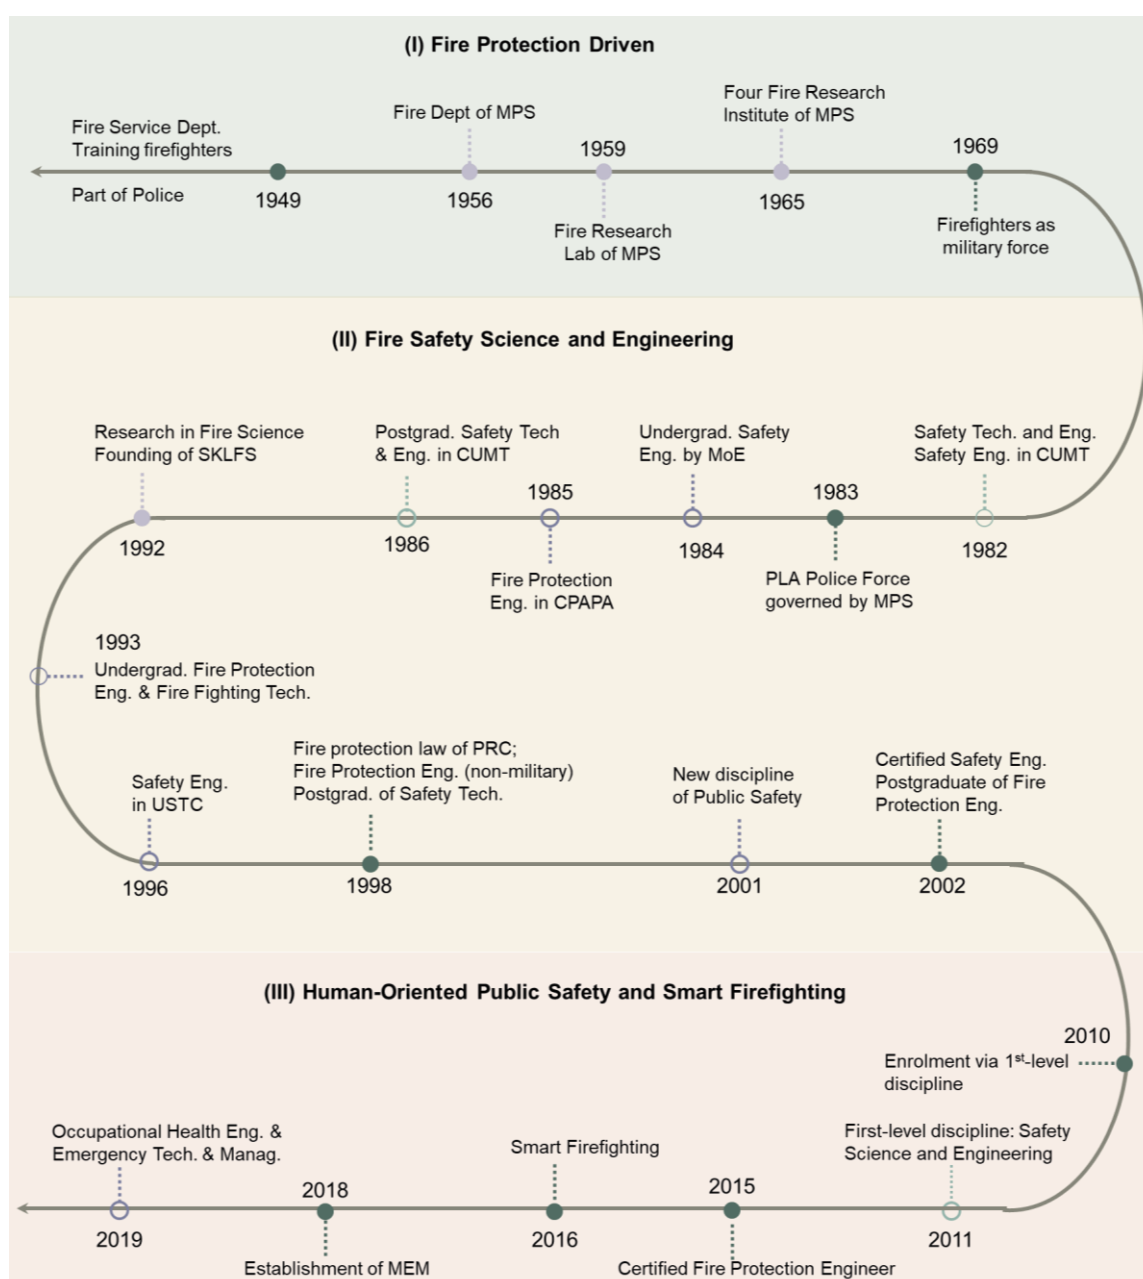 (I) Fire Protection Driven
Fire Service Dept.
Training firefighters
Part of Police
1949
Fire Dept of MPS
1956
1959
Fire Research
Lab of MPS
Four Fire Research
Institute of MPS
1965
1969
Firefighters as
military force
(II) Fire Safety Science and Engineering
Research in Fire Science
Founding of SKLFS
1992
Postgrad. Safety Tech
& Eng. in CUMT
1986
1985
Fire Protection
Eng. in CPAPA
Undergrad. Safety
Eng. by MoE
1984
1983
PLA Police Force
governed by MPS
Safety Tech. and Eng.
Safety Eng. in CUMT
1982
1993
Undergrad. Fire Protection
Eng. & Fire Fighting Tech.
Safety Eng.
in USTC
1996
Fire protection law of PRC;
Fire Protection Eng. (non-military)
Postgrad. of Safety Tech.
1998
New discipline
of Public Safety
2001
Certified Safety Eng.
Postgraduate of Fire
Protection Eng.
2002
(III) Human-Oriented Public Safety and Smart Firefighting
2010
Enrolment via 1st-level
discipline
Occupational Health Eng. &
Emergency Tech. & Manag.
2019
2018
Establishment of MEM
Smart Firefighting
2016
2015
Certified Fire Protection Engineer
First-level discipline: Safety
Science and Engineering
2011